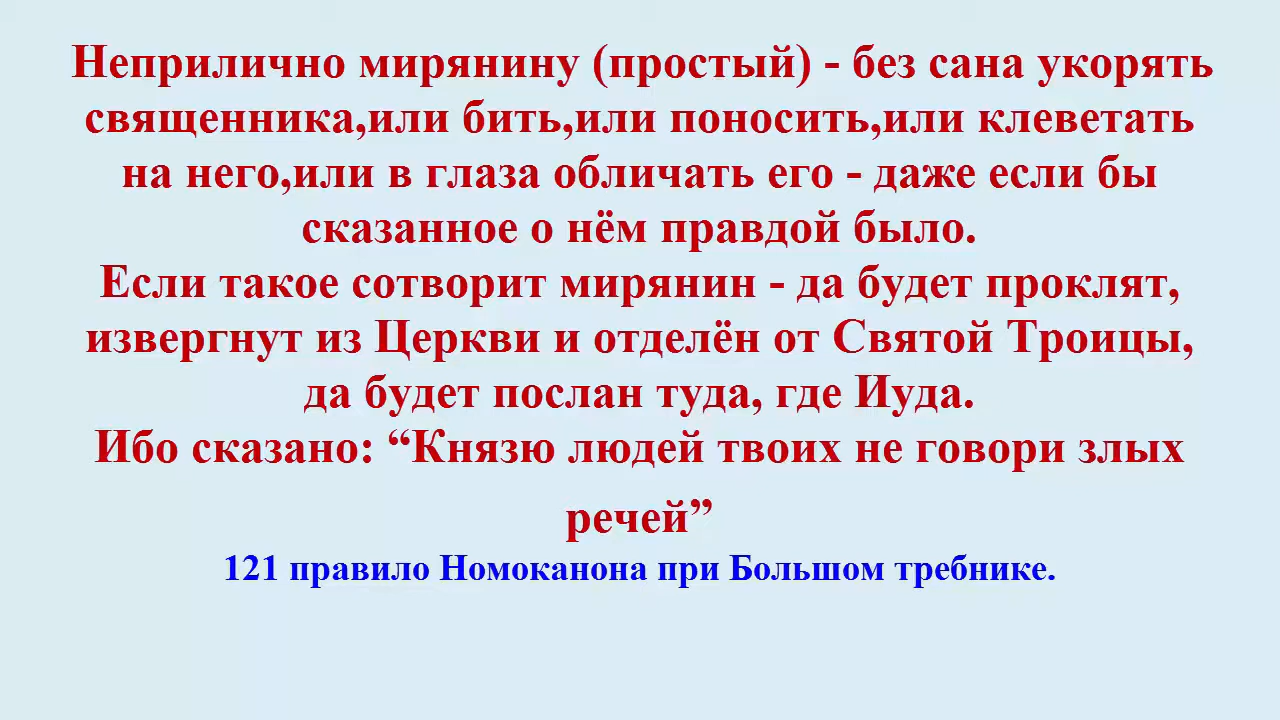 Неприлично мирянину (простый) - без сана укорять
священника,или бить,или поносить,или клеветать
на него,или в глаза обличать его - даже если бы
сказанное о нём правдой было.
Если такое сотворит мирянин - да будет проклят,
извергнут из Церкви и отделён от Святой Троицы,
да будет послан туда, где Иуда.
Ибо сказано: “Князю людей твоих не говори злых
речей”
121 правило Номоканона при Большом требнике.